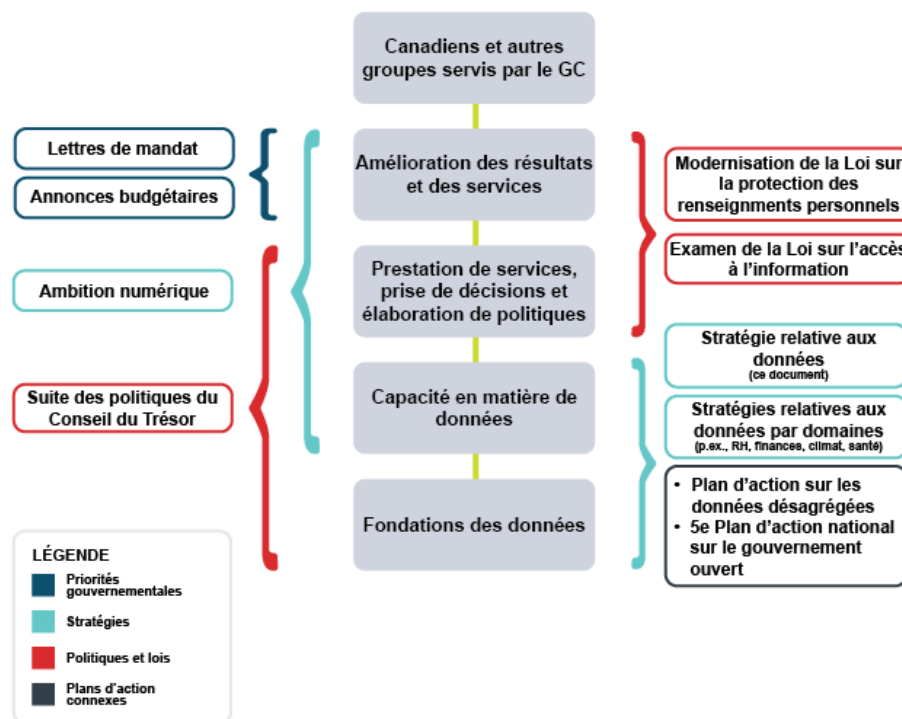 Canadiens et autres
groupes servis par le GC
Lettres de mandat
Annonces budgétaires
Amélioration des résultats
et des services
Modernisation de la Loi sur
la protection des
renseignments personnels
Examen de la Loi sur l'accès
à l'information
Ambition numérique
Prestation de services,
prise de décisions et
élaboration de politiques
Stratégie relative aux
données
(ce document)
Suite des politiques du
Conseil du Trésor
Capacité en matière de
données
Stratégies relatives aux
données par domaines
(p.ex., RH, finances, climat, santé)
• Plan d'action sur les
données désagrégées
• 5e Plan d'action national
sur le gouvernement
ouvert
Fondations des données
LÉGENDE
Priorités
gouvernementales
Stratégies
Politiques et lois
Plans d'action
connexes